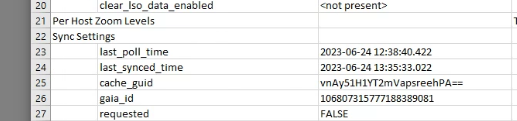 20 clear_lso_data_enabled <not present>
21 Per Host Zoom Levels
22 Sync Settings
23 last_poll_time 2023-06-24 12:38:40.422
24 last_synced_time 2023-06-24 13:35:33.022
25 cache_guid vnAy51H1YT2mVapsreehPA==
26 gaia_id 106807315777188389081
27 requested FALSE